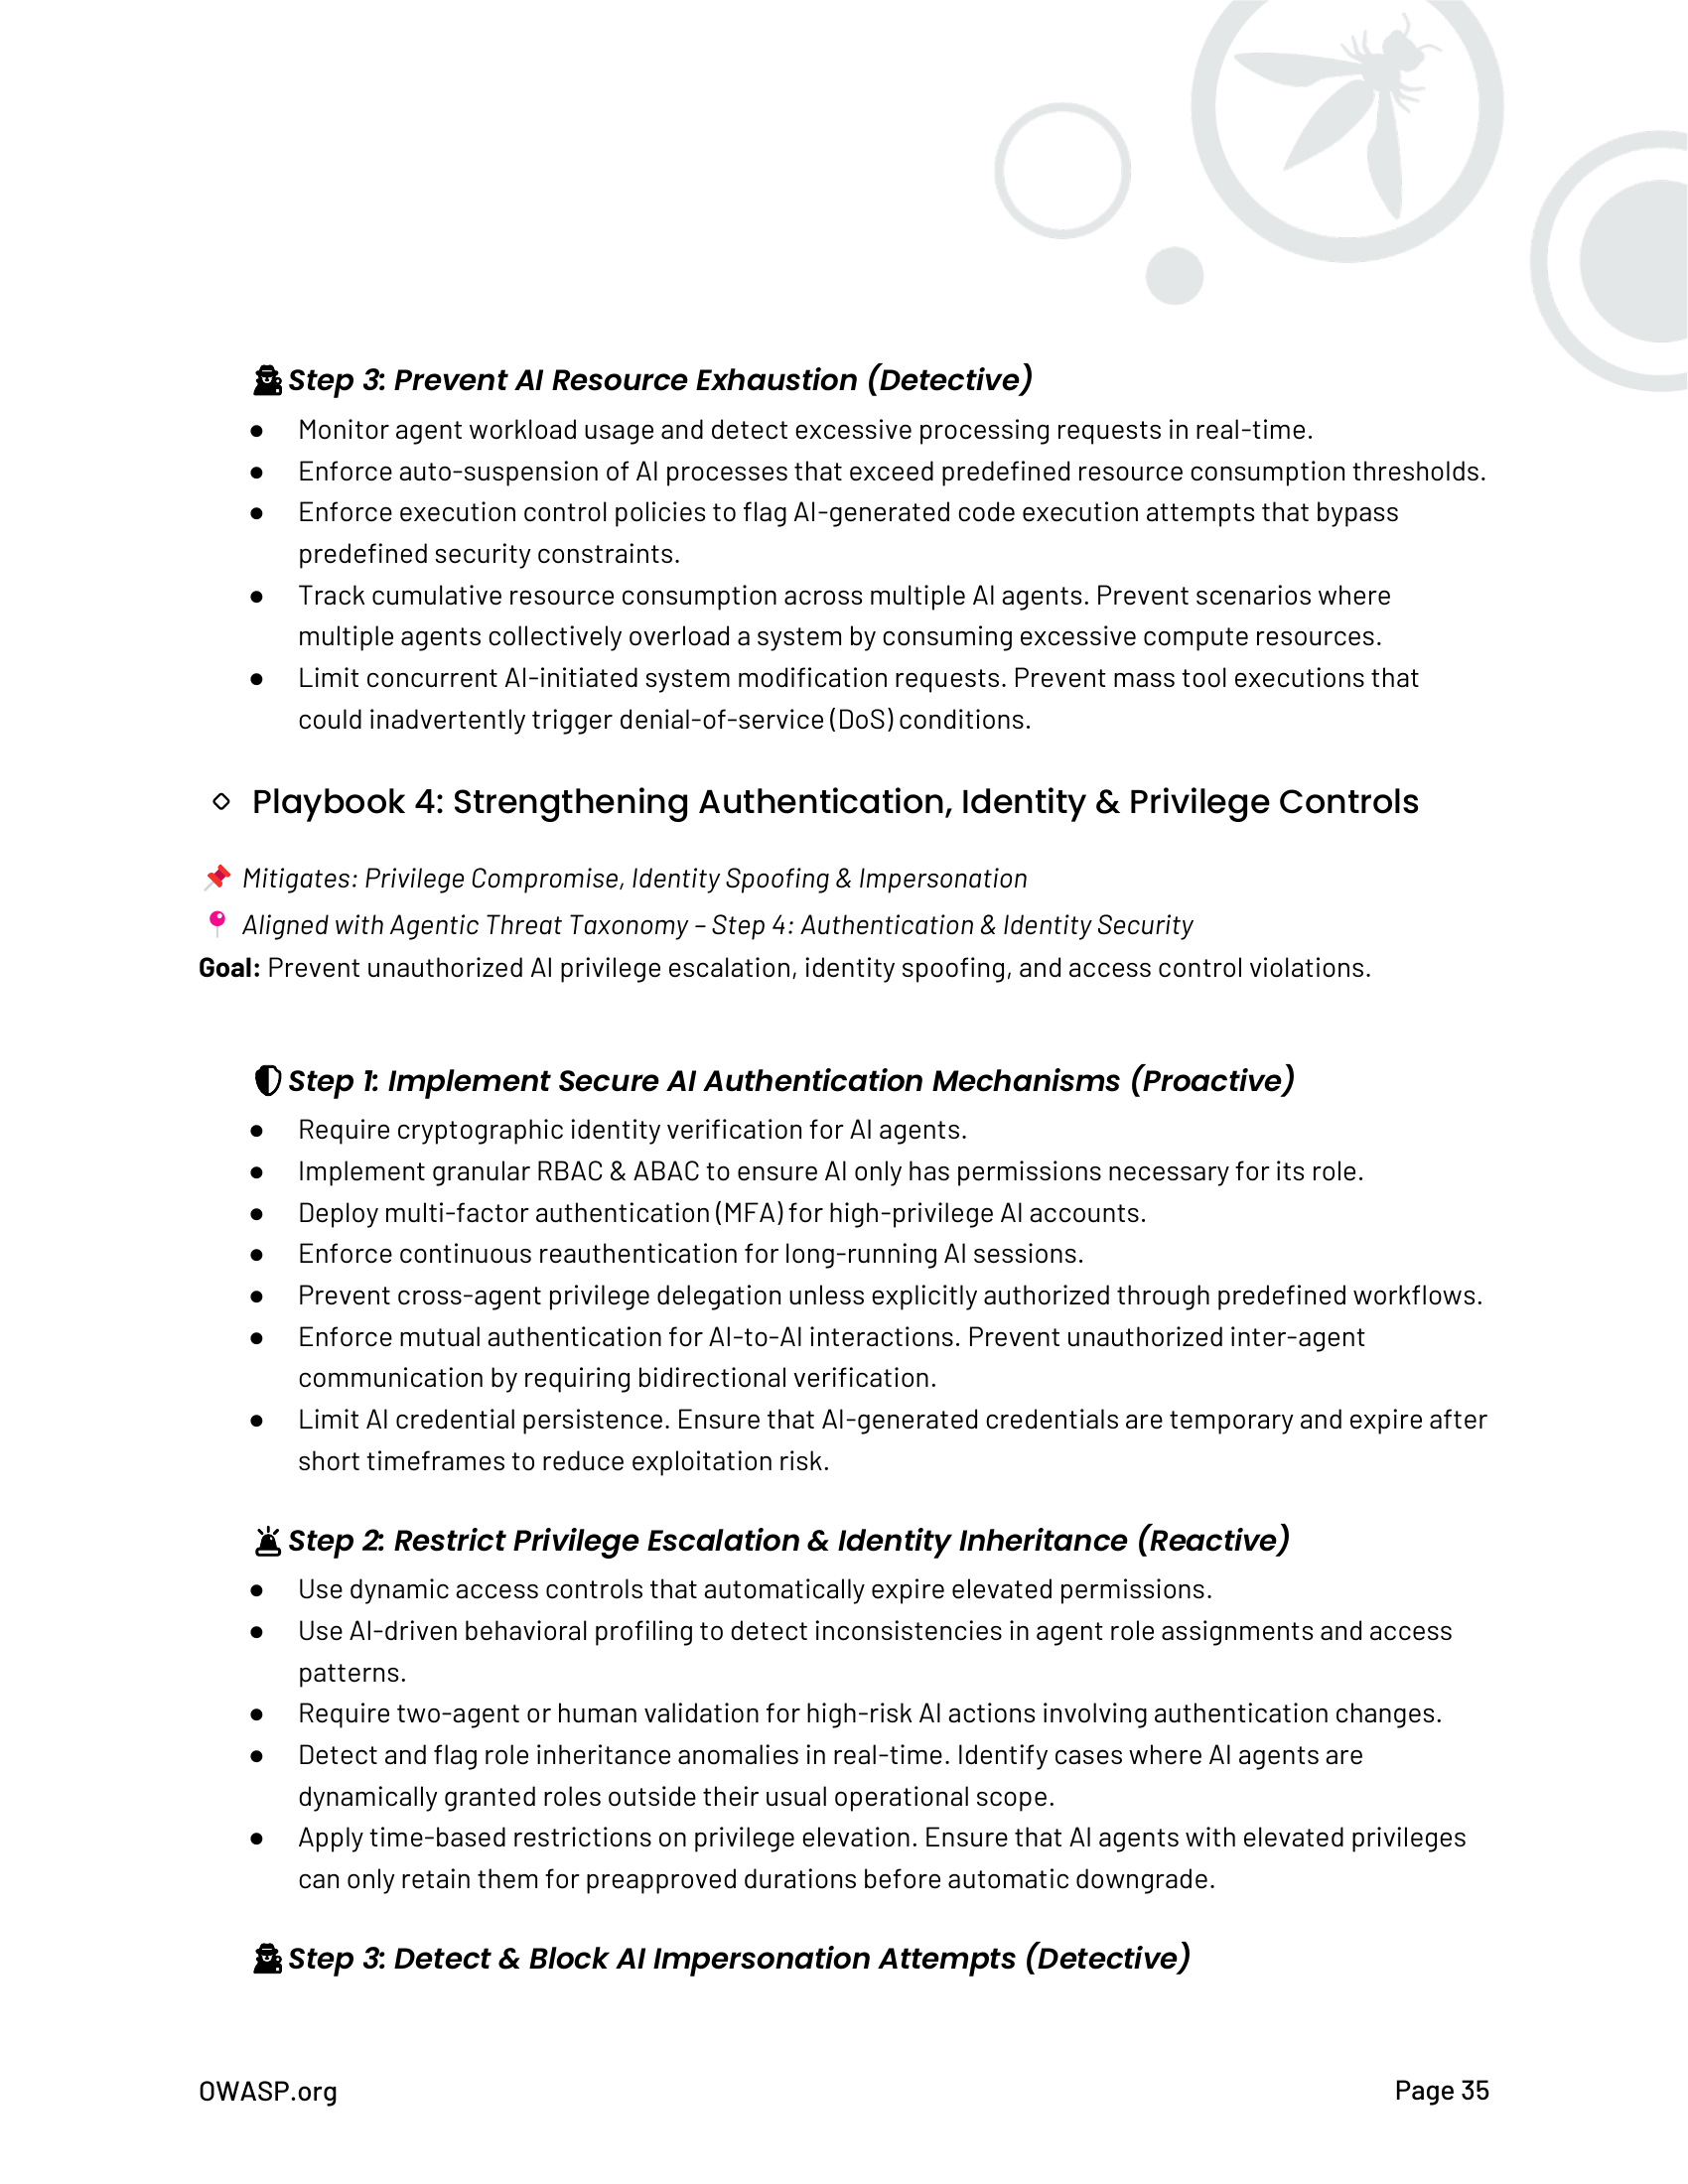 Step 3: Prevent AI Resource Exhaustion (Detective)
● Monitor agent workload usage and detect excessive processing requests in real-time.
● Enforce auto-suspension of AI processes that exceed predefined resource consumption thresholds.
● Enforce execution control policies to flag AI-generated code execution attempts that bypass
predefined security constraints.
● Track cumulative resource consumption across multiple AI agents. Prevent scenarios where
multiple agents collectively overload a system by consuming excessive compute resources.
● Limit concurrent AI-initiated system modification requests. Prevent mass tool executions that
could inadvertently trigger denial-of-service (DoS) conditions.
Playbook 4: Strengthening Authentication, Identity & Privilege Controls
Mitigates: Privilege Compromise, Identity Spoofing & Impersonation
Aligned with Agentic Threat Taxonomy – Step 4: Authentication & Identity Security
Goal: Prevent unauthorized AI privilege escalation, identity spoofing, and access control violations.
Step 1: Implement Secure AI Authentication Mechanisms (Proactive)
● Require cryptographic identity verification for AI agents.
● Implement granular RBAC & ABAC to ensure AI only has permissions necessary for its role.
● Deploy multi-factor authentication (MFA) for high-privilege AI accounts.
● Enforce continuous reauthentication for long-running AI sessions.
● Prevent cross-agent privilege delegation unless explicitly authorized through predefined workflows.
● Enforce mutual authentication for AI-to-AI interactions. Prevent unauthorized inter-agent
communication by requiring bidirectional verification.
● Limit AI credential persistence. Ensure that AI-generated credentials are temporary and expire after
short timeframes to reduce exploitation risk.
Step 2: Restrict Privilege Escalation & Identity Inheritance (Reactive)
● Use dynamic access controls that automatically expire elevated permissions.
● Use AI-driven behavioral profiling to detect inconsistencies in agent role assignments and access
patterns.
● Require two-agent or human validation for high-risk AI actions involving authentication changes.
● Detect and flag role inheritance anomalies in real-time. Identify cases where AI agents are
dynamically granted roles outside their usual operational scope.
● Apply time-based restrictions on privilege elevation. Ensure that AI agents with elevated privileges
can only retain them for preapproved durations before automatic downgrade.
Step 3: Detect & Block AI Impersonation Attempts (Detective)
OWASP.org
Page 35